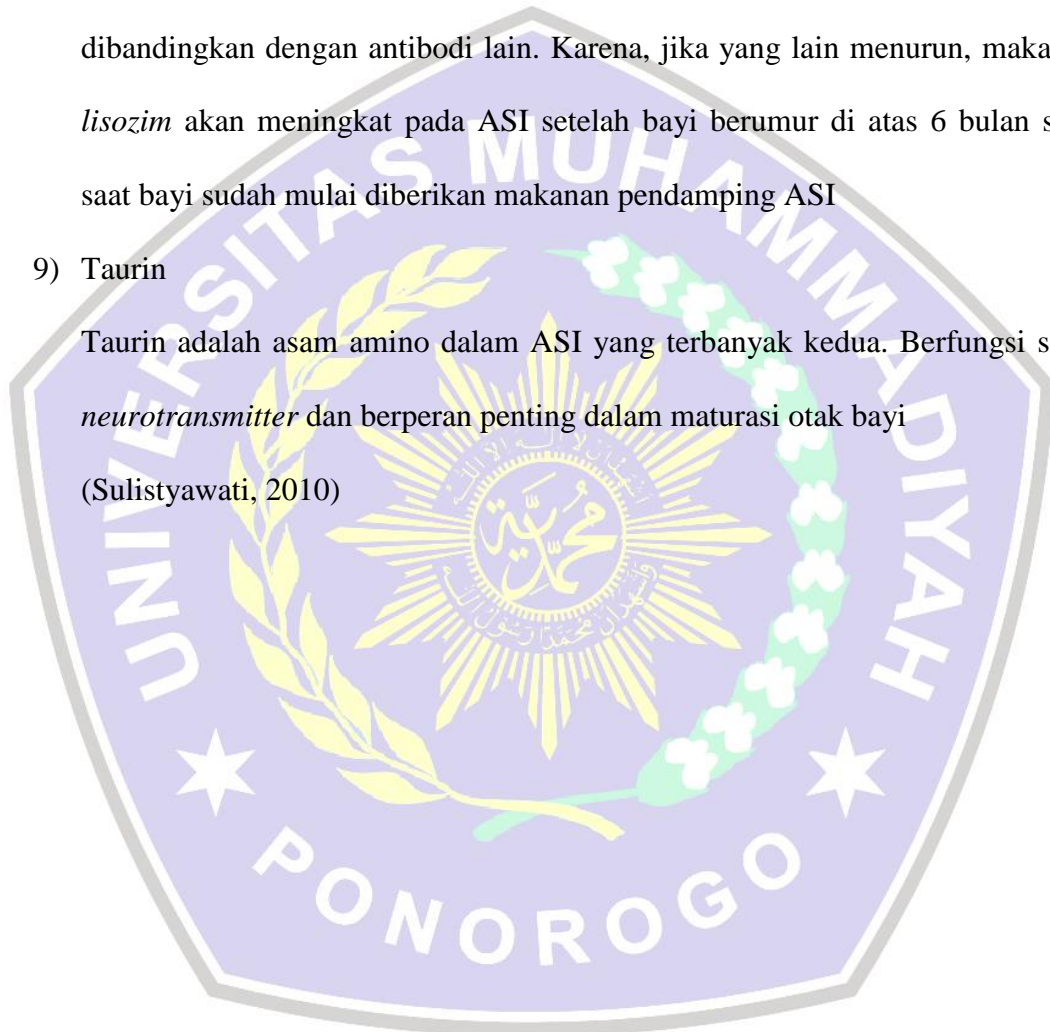 dibandingkan dengan antibodi lain. Karena, jika yang lain menurun, maka
lisozim akan meningkat pada ASI setelah bayi berumur di atas 6 bulan s
saat bayi sudah mulai diberikan makanan pendamping ASI
9) Taurin
Taurin adalah asam amino dalam ASI yang terbanyak kedua. Berfungsi s
neurotransmitter dan berperan penting dalam maturasi otak bayi
(Sulistyawati, 2010)
UNIVERSITAS MUHAMMADIYAH
PONOROGO